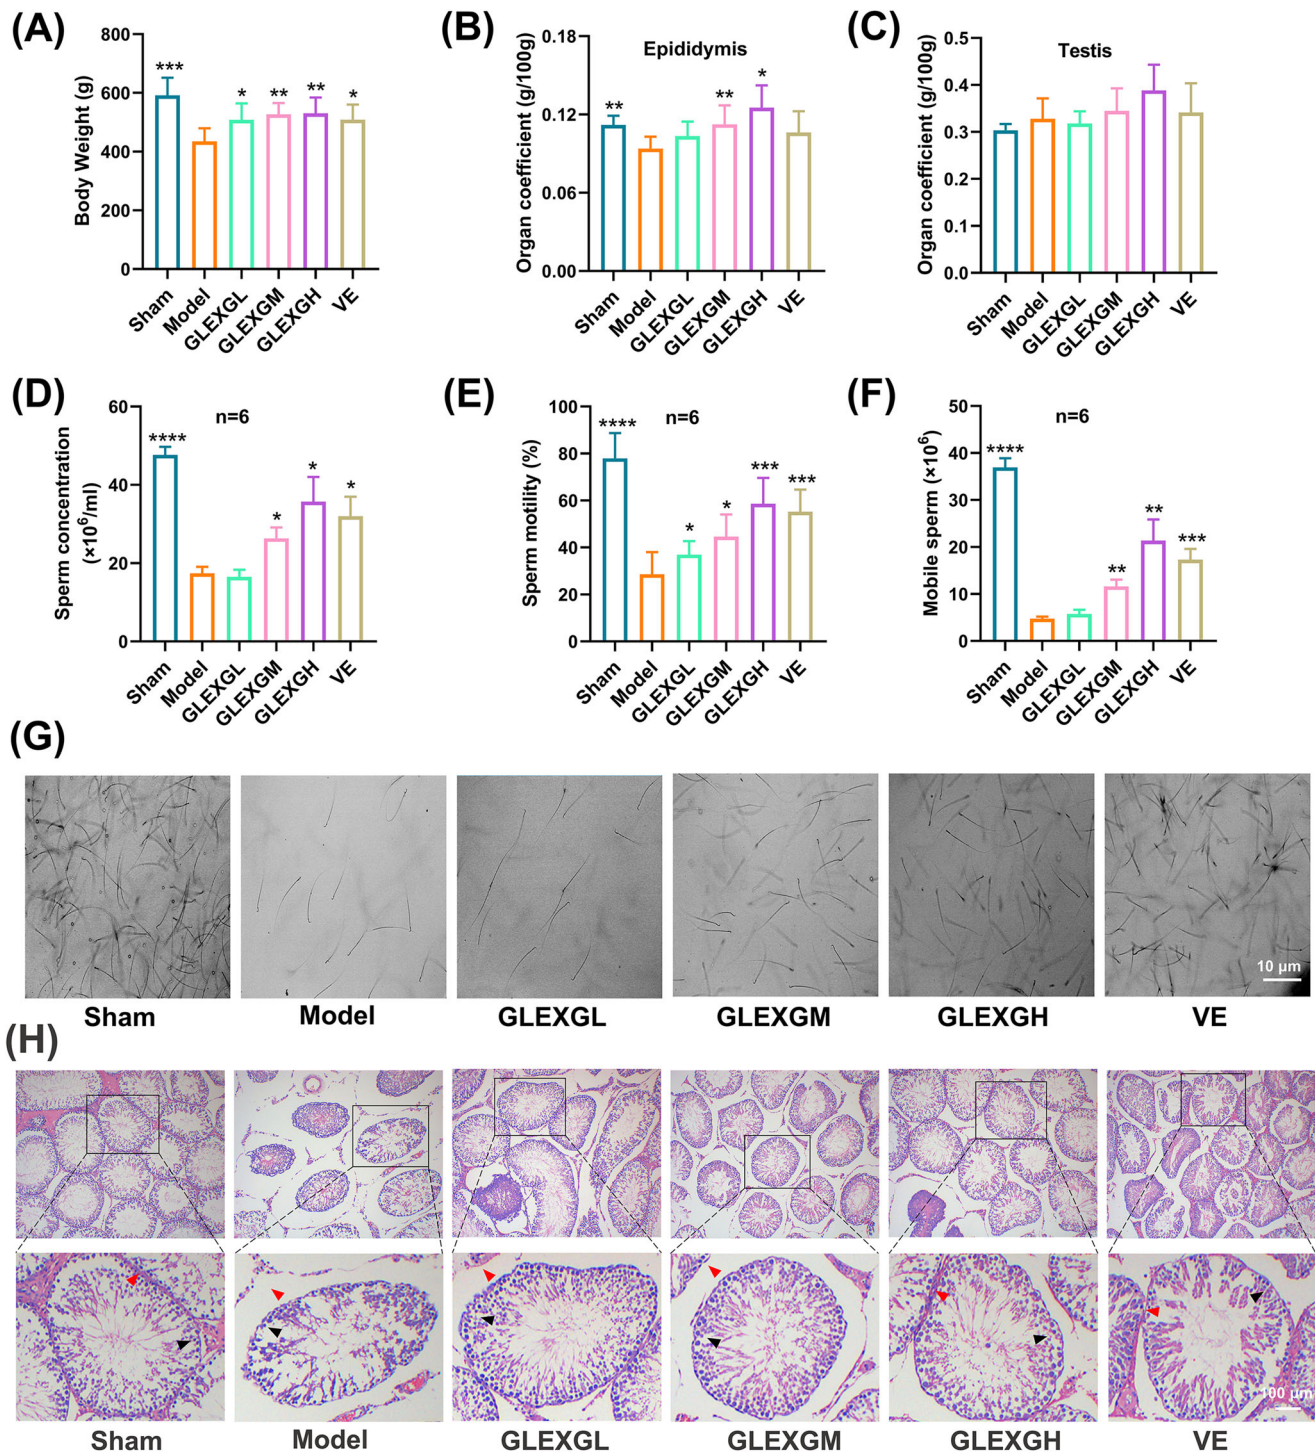 (A)
Body Weight (g)
800
600
400
200
0
***
*
**
**
*
Sham
Model
GLEXGL
GLEXGM
GLEXGH
VE
(B)
Epididymis
Organ coefficient (g/100g)
0.18
0.12
0.06
0.00
**
**
*
Sham
Model
GLEXGL
GLEXGM
GLEXGH
VE
(C)
Testis
Organ coefficient (g/100g)
0.5
0.4
0.3
0.2
0.1
0.0
Sham
Model
GLEXGL
GLEXGM
GLEXGH
VE
(D)
n=6
Sperm concentration
(×10⁶/ml)
60
40
20
0
****
*
*
*
Sham
Model
GLEXGL
GLEXGM
GLEXGH
VE
(E)
n=6
Sperm motility (%)
100
80
60
40
20
0
****
*
*
***
***
Sham
Model
GLEXGL
GLEXGM
GLEXGH
VE
(F)
n=6
Mobile sperm (×10⁶)
50
40
30
20
10
0
****
**
**
***
Sham
Model
GLEXGL
GLEXGM
GLEXGH
VE
(G)
10 μm
Sham
Model
GLEXGL
GLEXGM
GLEXGH
VE
(H)
100 μm
Sham
Model
GLEXGL
GLEXGM
GLEXGH
VE